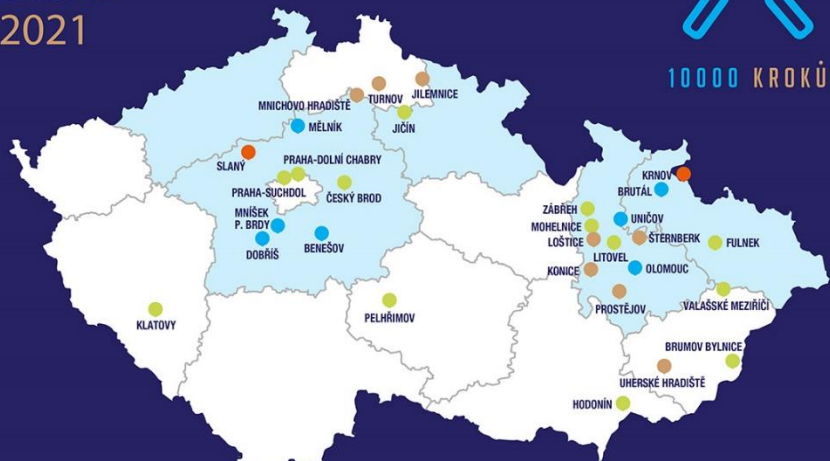 2021
10000 KROKŮ
JILEMNICE
TURNOV
MNICHOVO HRADIŠTĚ
JIČÍN
MĚLNÍK
SLANÝ
PRAHA-DOLNÍ CHABRY
PRAHA-SUCHDOL
ČESKÝ BROD
MNÍŠEK
P. BRDY
DOBŘÍŠ
BENEŠOV
KLATOVY
PELHŘIMOV
KRNOV
BRUTÁL
ZÁBŘEH
UNIČOV
MOHELNICE
LOŠTICE
ŠTERNBERK
LITOVEL
FULNEK
KONICE
OLOMOUC
PROSTĚJOV
VALAŠSKÉ MEZIŘÍČÍ
BRUMOV BYLNICE
UHERSKÉ HRADIŠTĚ
HODONÍN